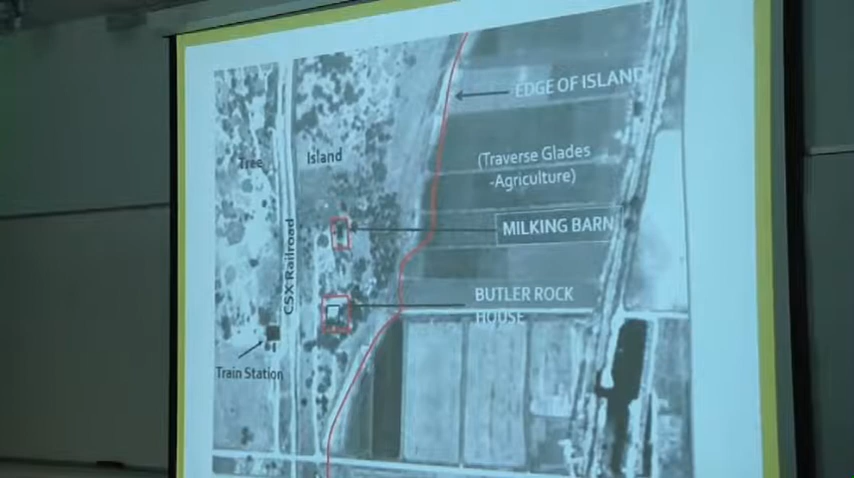 EDGE OF ISLAND
Tree Island
(Traverse Glades
-Agriculture)
MILKING BARN
CSX Railroad
BUTLER ROCK
HOUSE
Train Station